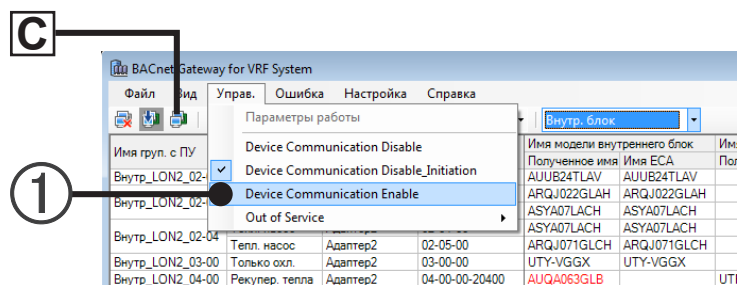 C
BACnet Gateway for VRF System
Файл Вид Управ. Ошибка Настройка Справка
Параметры работы
Внутр. блок
Device Communication Disable
Device Communication Disable_Initiation
1
Device Communication Enable
Out of Service
Имя груп. с ПУ
Имя модели внутреннего блок
Полученное имя Имя ECA
Внутр_LON2_02-
AUUB24TLAV AUUB24TLAV
Внутр_LON2_02-
ARQJ022GLAH ARQJ022GLAH
ASYA07LACH ASYA07LACH
Внутр_LON2_02-04
ASYA07LACH ASYA07LACH
Тепл. насос Адаптер2 02-05-00 ARQJ071GLCH ARQJ071GLCH
Внутр_LON2_03-00 Только охл. Адаптер2 03-00-00 UTY-VGGX UTY-VGGX
Внутр_LON2_04-00 Рекупер. тепла Адаптер2 04-00-00-20400 AUQA063GLB